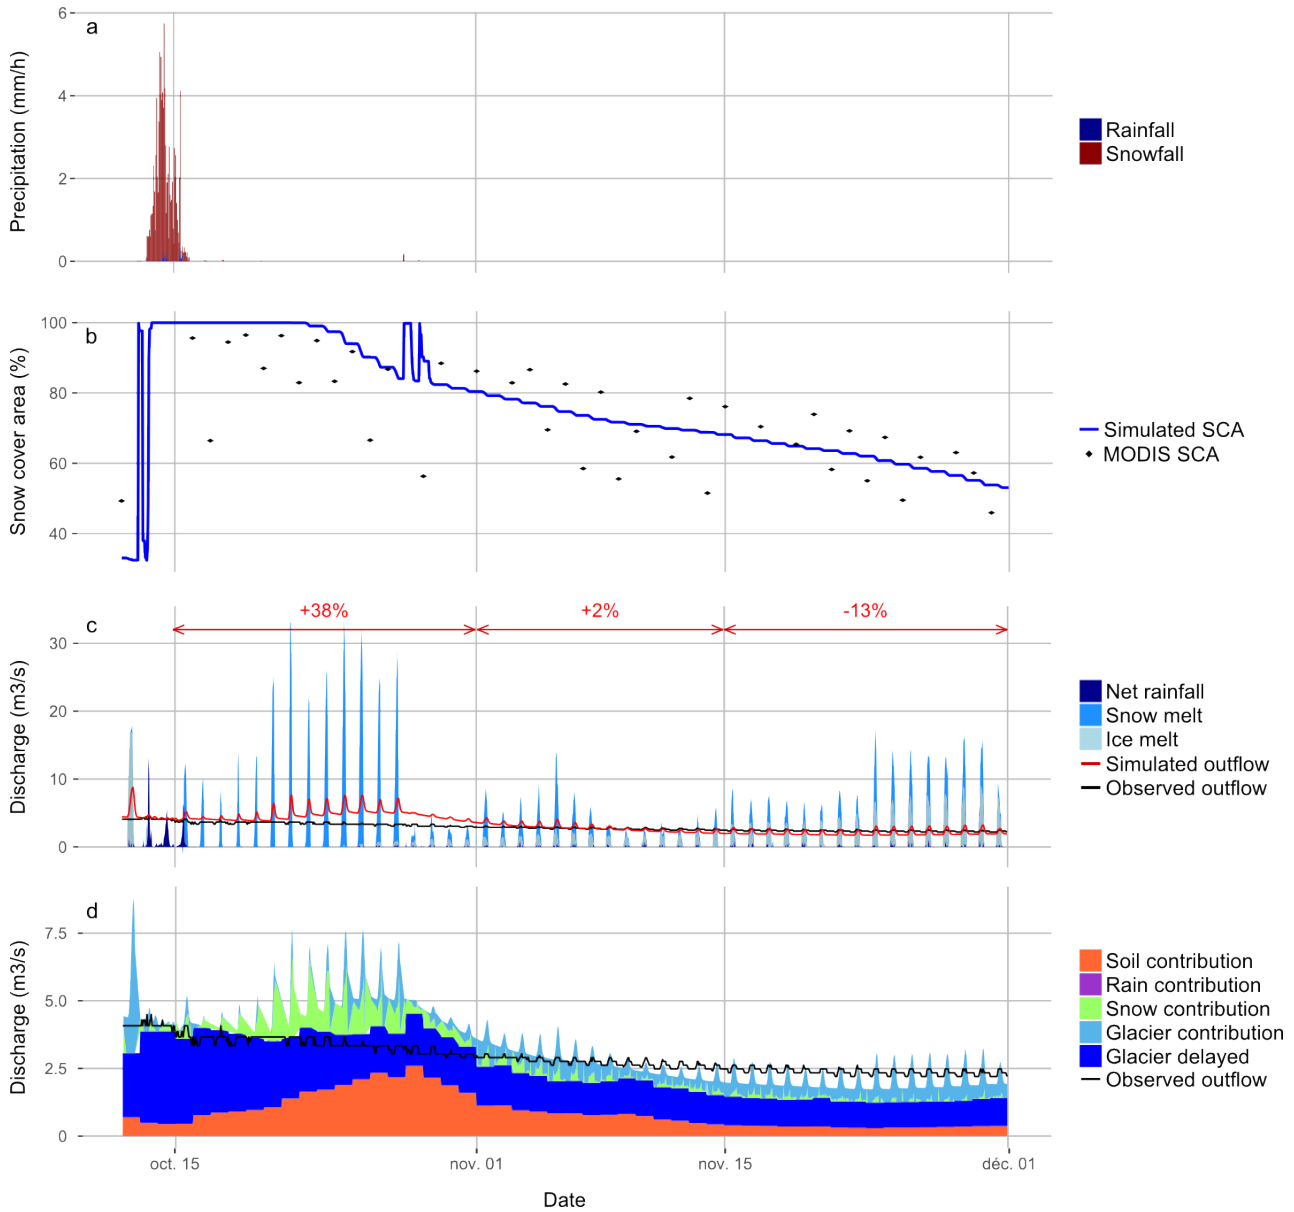 a
Precipitation (mm/h)
6
4
2
0
Rainfall
Snowfall
b
Snow cover area (%)
100
80
60
40
Simulated SCA
MODIS SCA
c
+38%
+2%
-13%
Discharge (m3/s)
30
20
10
0
Net rainfall
Snow melt
Ice melt
Simulated outflow
Observed outflow
d
Discharge (m3/s)
7.5
5.0
2.5
0
Soil contribution
Rain contribution
Snow contribution
Glacier contribution
Glacier delayed
Observed outflow
oct. 15
nov. 01
nov. 15
déc. 01
Date